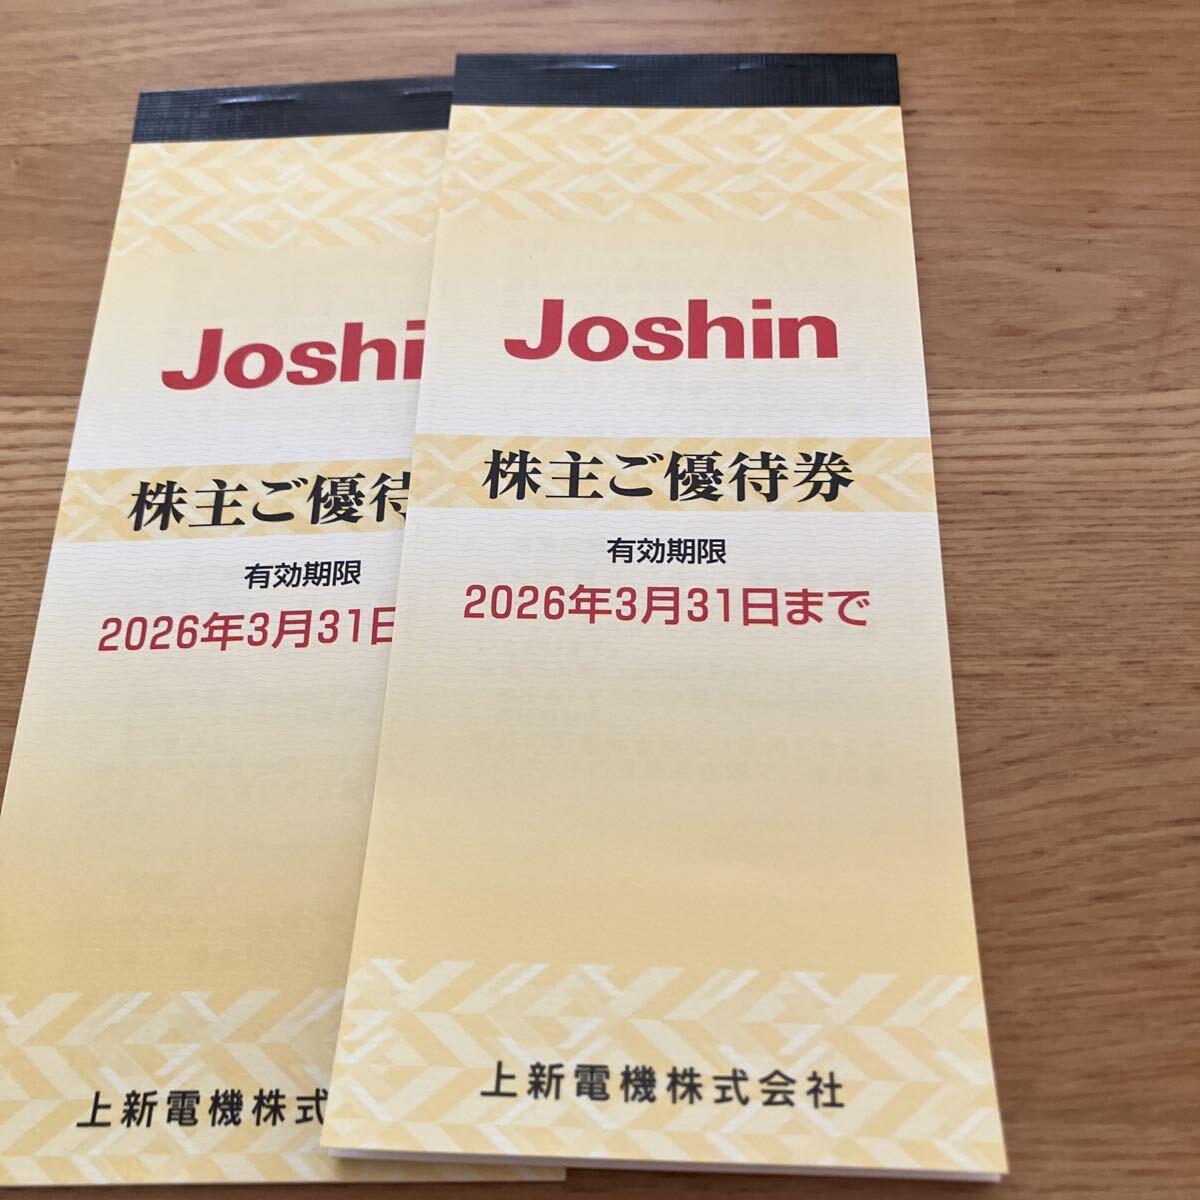 Joshi
株主ご優待
有効期限
2026年3月31日
上新電機株式
Joshin
株主ご優待券
有効期限
2026年3月31日まで
上新電機株式会社